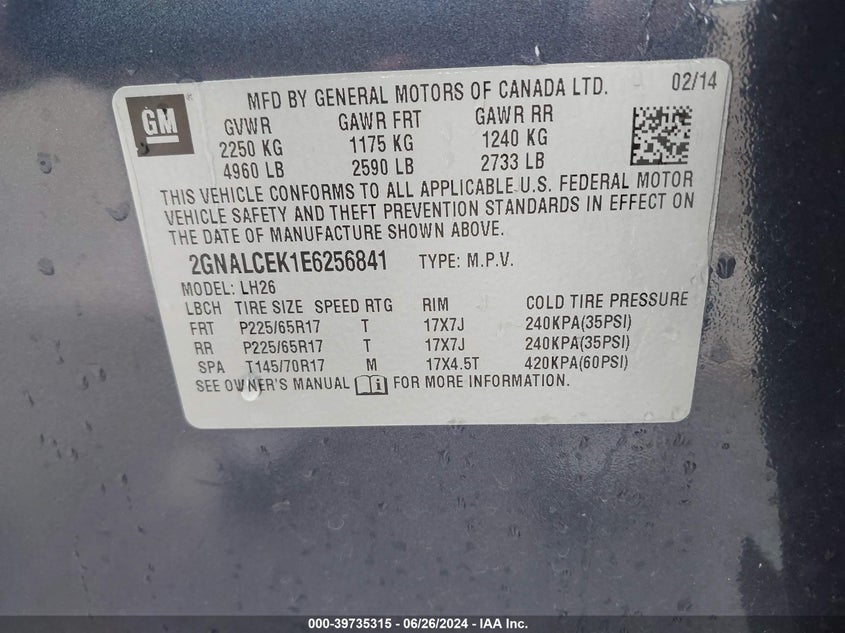 GM
MFD BY GENERAL MOTORS OF CANADA LTD. 02/14
GVWR GAWR FRT GAWR RR
2250 KG 1175 KG 1240 KG
4960 LB 2590 LB 2733 LB
THIS VEHICLE CONFORMS TO ALL APPLICABLE U.S. FEDERAL MOTOR
VEHICLE SAFETY AND THEFT PREVENTION STANDARDS IN EFFECT ON
THE DATE OF MANUFACTURE SHOWN ABOVE.
2GNALCEK1E6256841 TYPE: M.P.V.
MODEL: LH26
LBCH TIRE SIZE SPEED RTG RIM COLD TIRE PRESSURE
FRT P225/65R17 T 17X7J 240KPA(35PSI)
RR P225/65R17 T 17X7J 240KPA(35PSI)
SPA T145/70R17 M 17X4.5T 420KPA(60PSI)
SEE OWNER'S MANUAL FOR MORE INFORMATION.
000-39735315 - 06/26/2024 - IAA Inc.